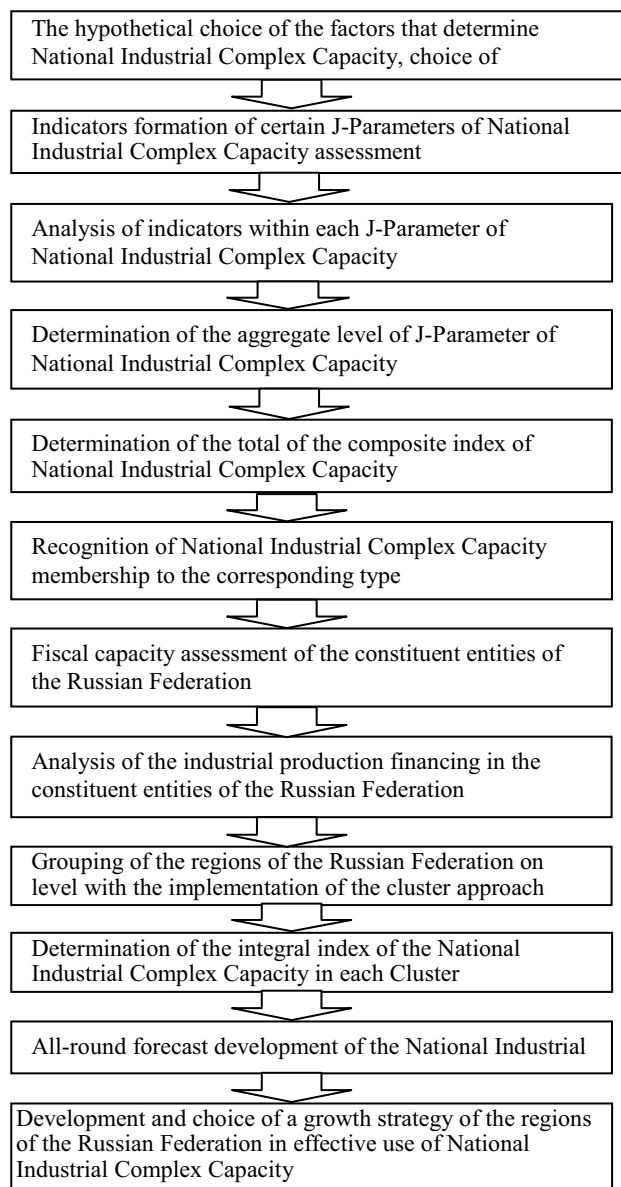 The hypothetical choice of the factors that determine
National Industrial Complex Capacity, choice of
Indicators formation of certain J-Parameters of National
Industrial Complex Capacity assessment
Analysis of indicators within each J-Parameter of
National Industrial Complex Capacity
Determination of the aggregate level of J-Parameter of
National Industrial Complex Capacity
Determination of the total of the composite index of
National Industrial Complex Capacity
Recognition of National Industrial Complex Capacity
membership to the corresponding type
Fiscal capacity assessment of the constituent entities of
the Russian Federation
Analysis of the industrial production financing in the
constituent entities of the Russian Federation
Grouping of the regions of the Russian Federation on
level with the implementation of the cluster approach
Determination of the integral index of the National
Industrial Complex Capacity in each Cluster
All-round forecast development of the National Industrial
Development and choice of a growth strategy of the regions
of the Russian Federation in effective use of National
Industrial Complex Capacity